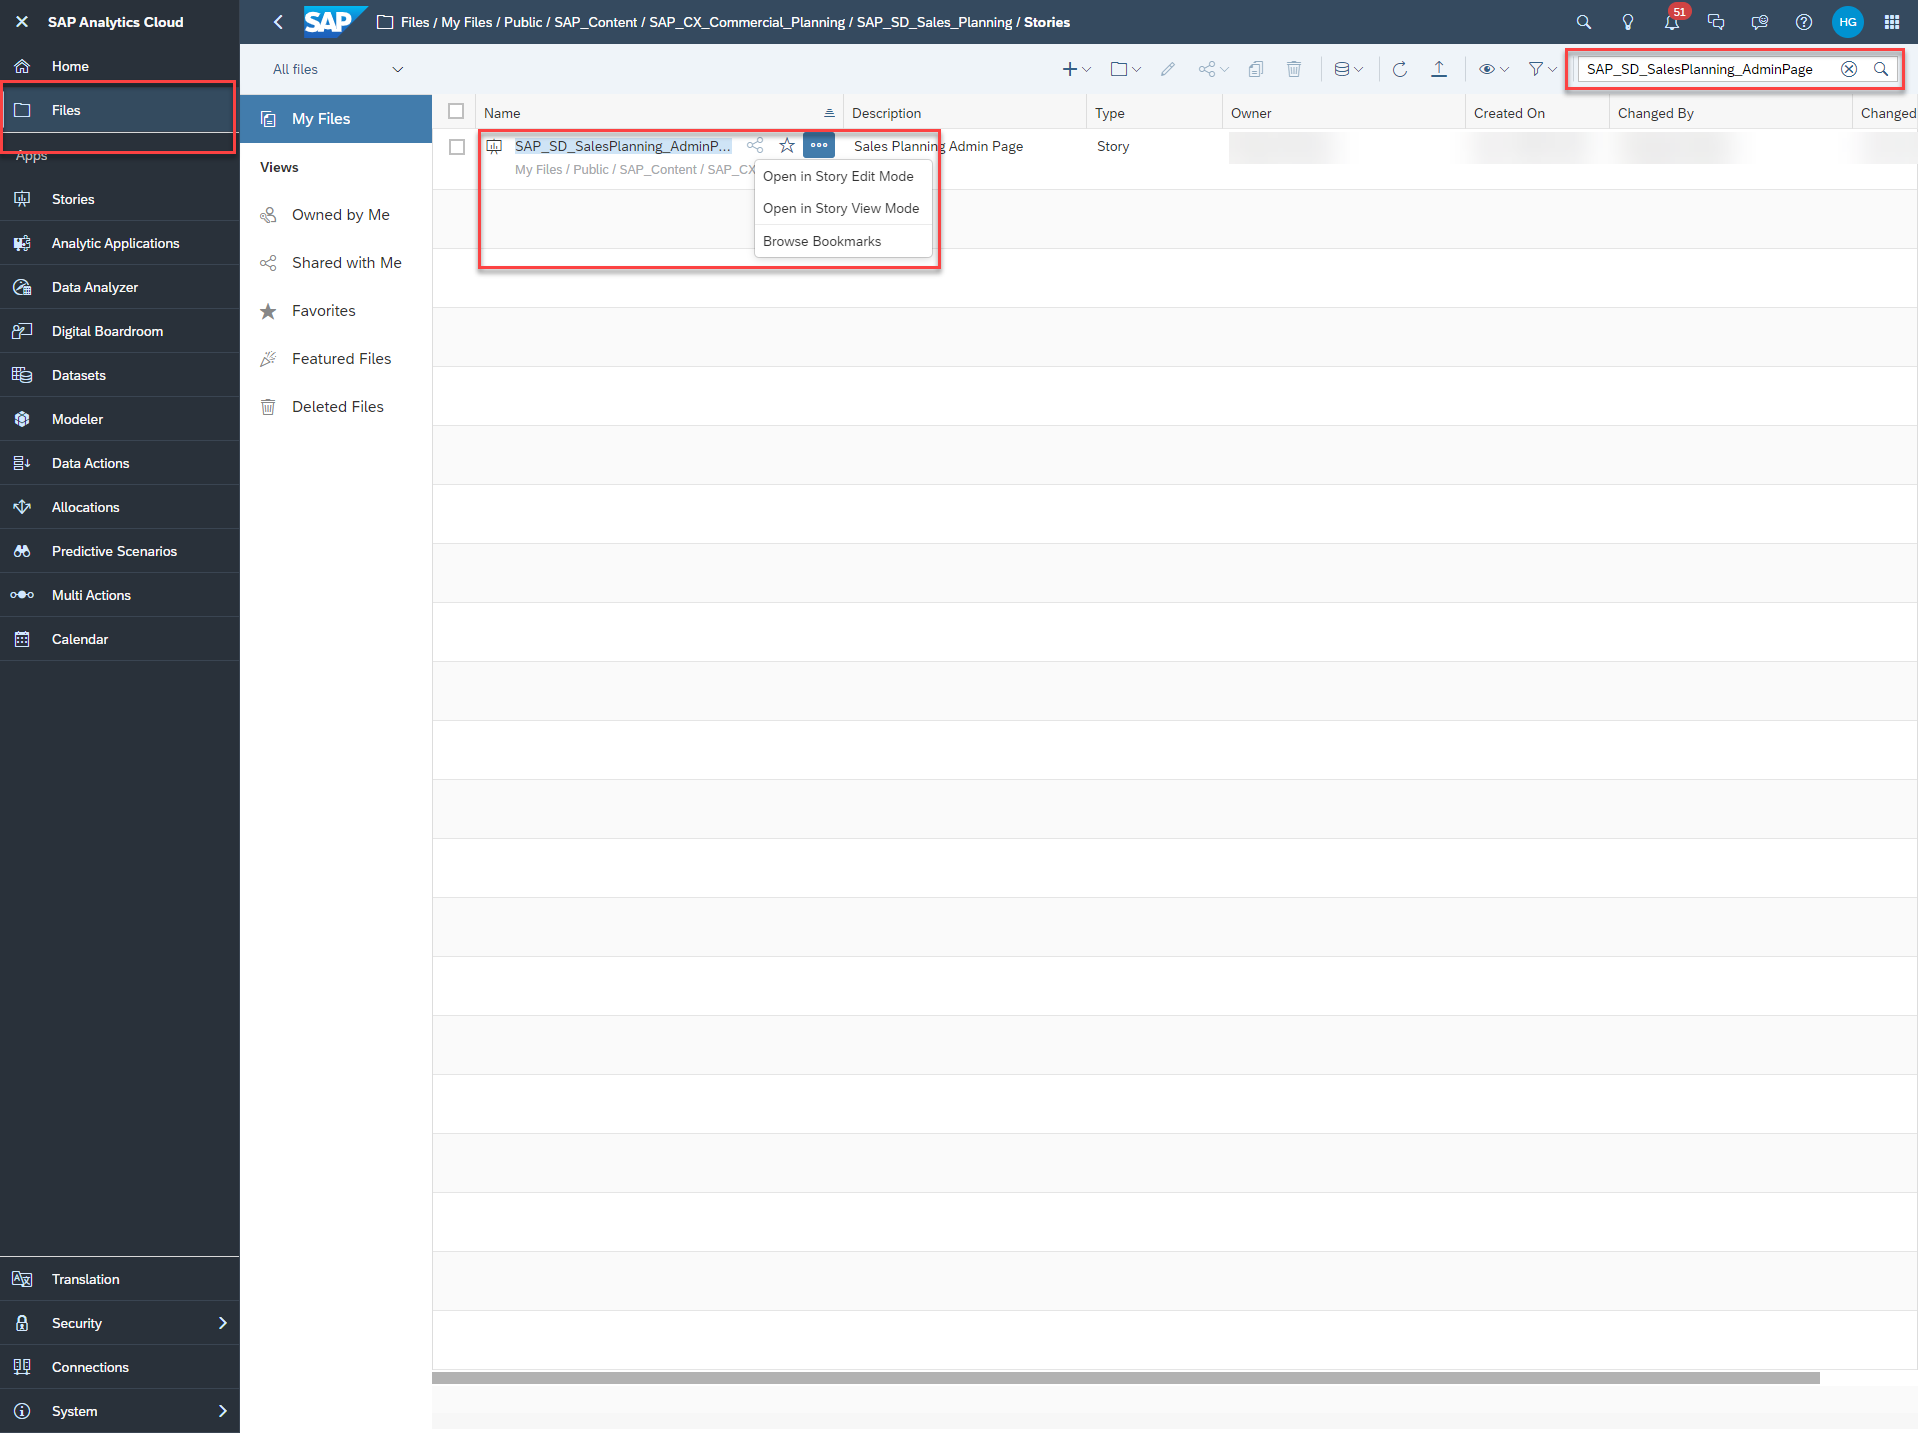 SAP Analytics Cloud
SAP
Files / My Files / Public / SAP_Content / SAP_CX_Commercial_Planning / SAP_SD_Sales_Planning / Stories
51
HG
Home
Files
Apps
Stories
Analytic Applications
Data Analyzer
Digital Boardroom
Datasets
Modeler
Data Actions
Allocations
Predictive Scenarios
Multi Actions
Calendar
Translation
Security
Connections
System
All files
SAP_SD_SalesPlanning_AdminPage
My Files
Views
Owned by Me
Shared with Me
Favorites
Featured Files
Deleted Files
Name Description Type Owner Created On Changed By Changed
SAP_SD_SalesPlanning_AdminP... Sales Planning Admin Page Story
My Files / Public / SAP_Content / SAP_CX
Open in Story Edit Mode
Open in Story View Mode
Browse Bookmarks